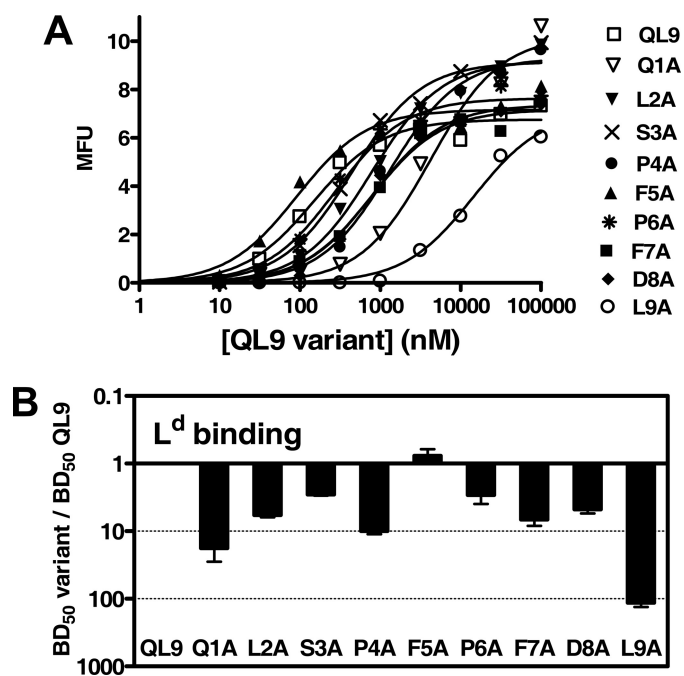 A
MFU
10
8
6
4
2
0
1
10
100
1000
10000
100000
[QL9 variant] (nM)
QL9
Q1A
L2A
S3A
P4A
F5A
P6A
F7A
D8A
L9A
B
BD50 variant / BD50 QL9
0.1
1
10
100
1000
Ld binding
QL9 Q1A L2A S3A P4A F5A P6A F7A D8A L9A